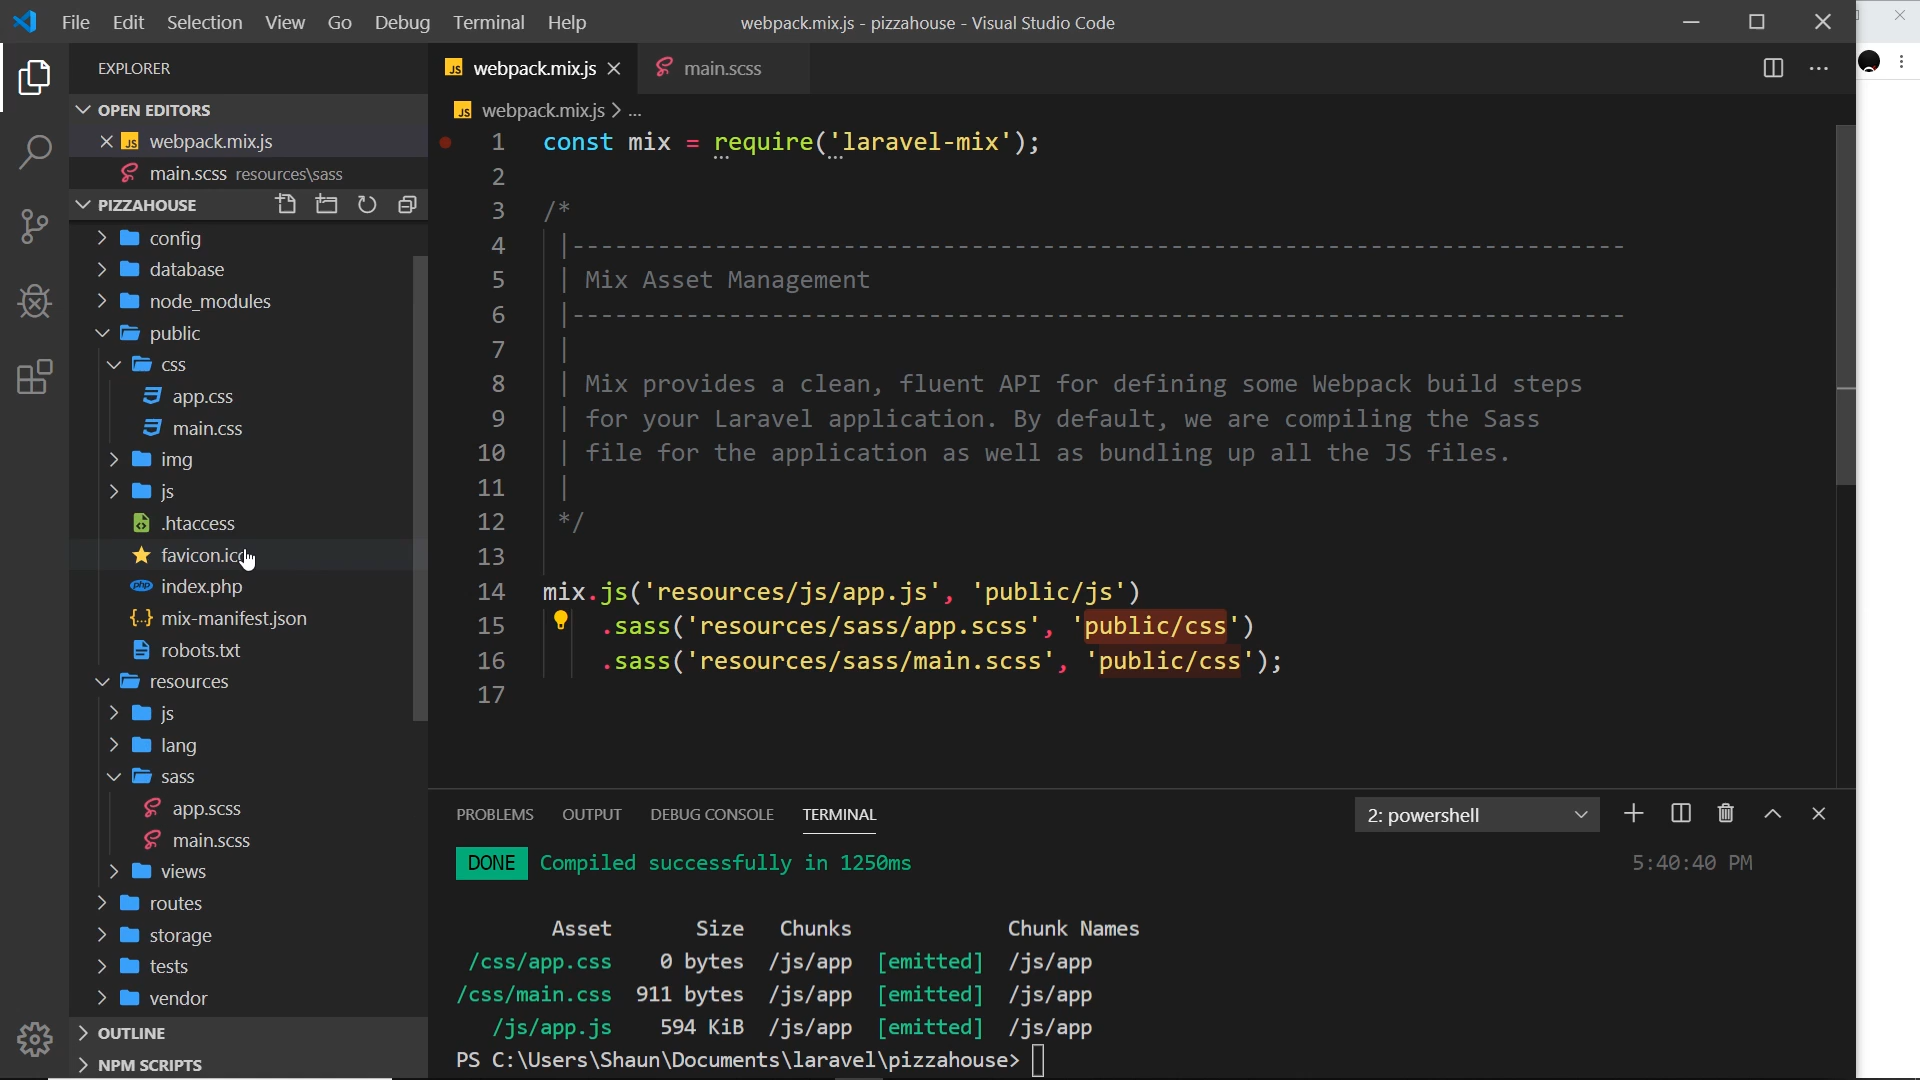 File Edit Selection View Go Debug Terminal Help
webpack.mix.js - pizzahouse - Visual Studio Code
EXPLORER
OPEN EDITORS
JS webpack.mix.js
main.scss resources\sass
PIZZAHOUSE
config
database
node_modules
public
css
app.css
main.css
img
js
.htaccess
favicon.ico
php index.php
{..} mix-manifest.json
robots.txt
resources
js
lang
sass
app.scss
main.scss
views
routes
storage
tests
vendor
OUTLINE
NPM SCRIPTS
JS webpack.mix.js
main.scss
JS webpack.mix.js > ...
1 const mix = require('laravel-mix');
2
3 /*
4 |--------------------------------------------------------------------------
5 | Mix Asset Management
6 |--------------------------------------------------------------------------
7 |
8 | Mix provides a clean, fluent API for defining some Webpack build steps
9 | for your Laravel application. By default, we are compiling the Sass
10 | file for the application as well as bundling up all the JS files.
11 |
12 */
13
14 mix.js('resources/js/app.js', 'public/js')
15 .sass('resources/sass/app.scss', 'public/css')
16 .sass('resources/sass/main.scss', 'public/css');
17
PROBLEMS OUTPUT DEBUG CONSOLE TERMINAL
2: powershell
DONE Compiled successfully in 1250ms 5:40:40 PM
Asset Size Chunks Chunk Names
/css/app.css 0 bytes /js/app [emitted] /js/app
/css/main.css 911 bytes /js/app [emitted] /js/app
/js/app.js 594 KiB /js/app [emitted] /js/app
PS C:\Users\Shaun\Documents\laravel\pizzahouse>